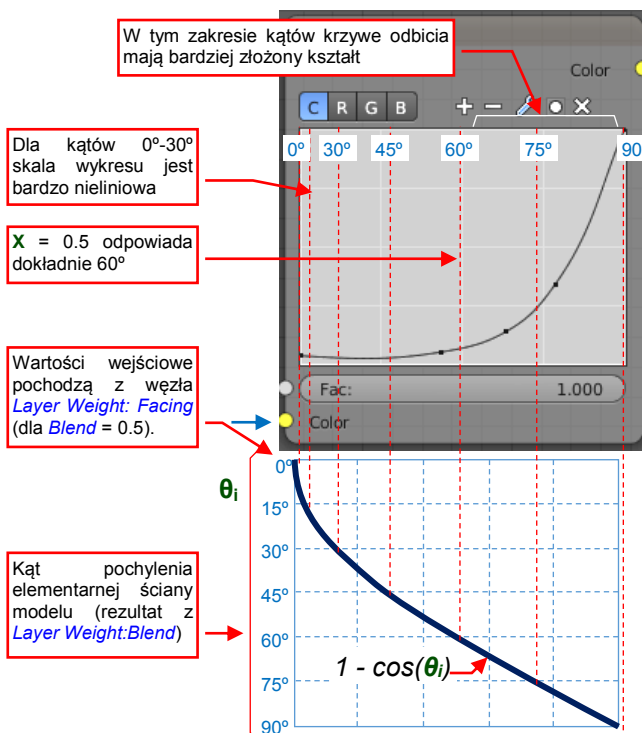 W tym zakresie kątów krzywe odbicia
mają bardziej złożony kształt
Color
C R G B
Dla kątów 0º-30º
skala wykresu jest
bardzo nieliniowa
0º 30º 45º 60º 75º 90
X = 0.5 odpowiada
dokładnie 60º
Wartości wejściowe
pochodzą z węzła
Layer Weight: Facing
(dla Blend = 0.5).
Fac: 1.000
Color
θi
0º
15º
30º
45º
60º
75º
90º
Kąt pochylenia
elementarnej ściany
modelu (rezultat z
Layer Weight:Blend)
1 - cos(θi)